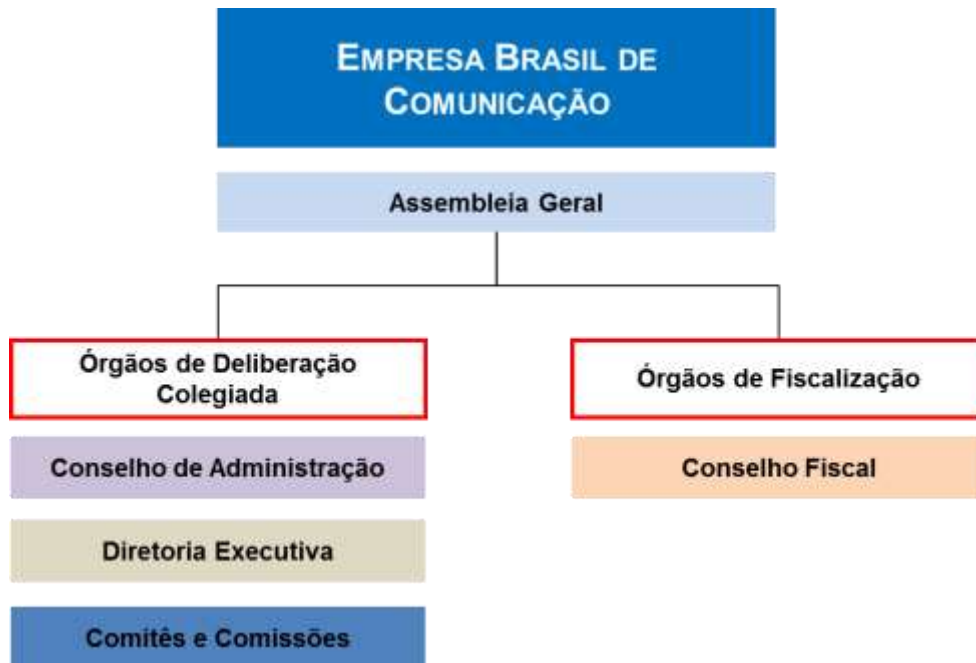 EMPRESA BRASIL DE
COMUNICAÇÃO
Assembleia Geral
Órgãos de Deliberação
Colegiada
Órgãos de Fiscalização
Conselho de Administração
Conselho Fiscal
Diretoria Executiva
Comitês e Comissões